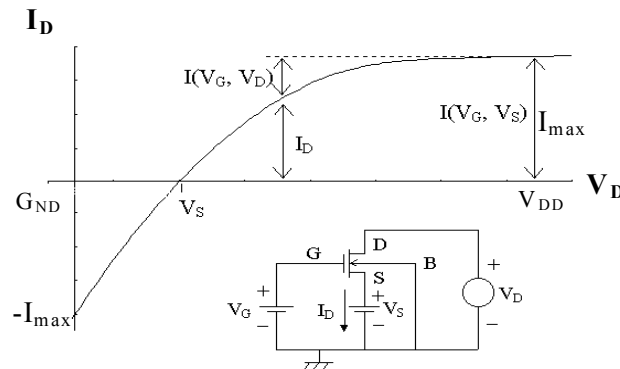 I_D
I(V_G, V_D)
I(V_G, V_S)
I_max
I_D
G_ND
V_S
V_DD
V_D
-I_max
G
D
B
S
+
+
+
V_G
I_D
V_S
V_D
−
−
−